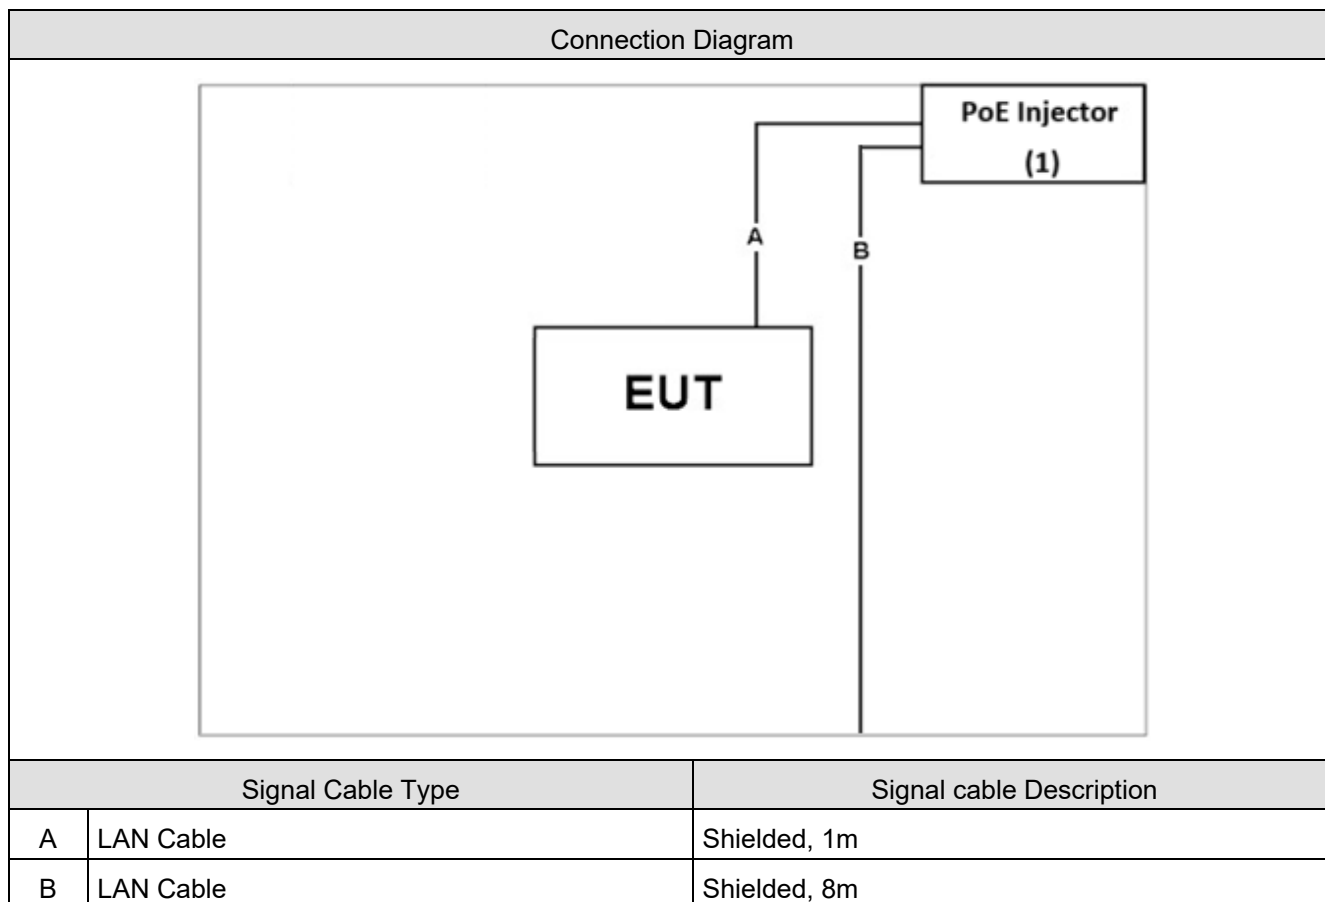 Connection Diagram
PoE Injector
(1)
A
B
EUT
Signal Cable Type Signal cable Description
A LAN Cable Shielded, 1m
B LAN Cable Shielded, 8m